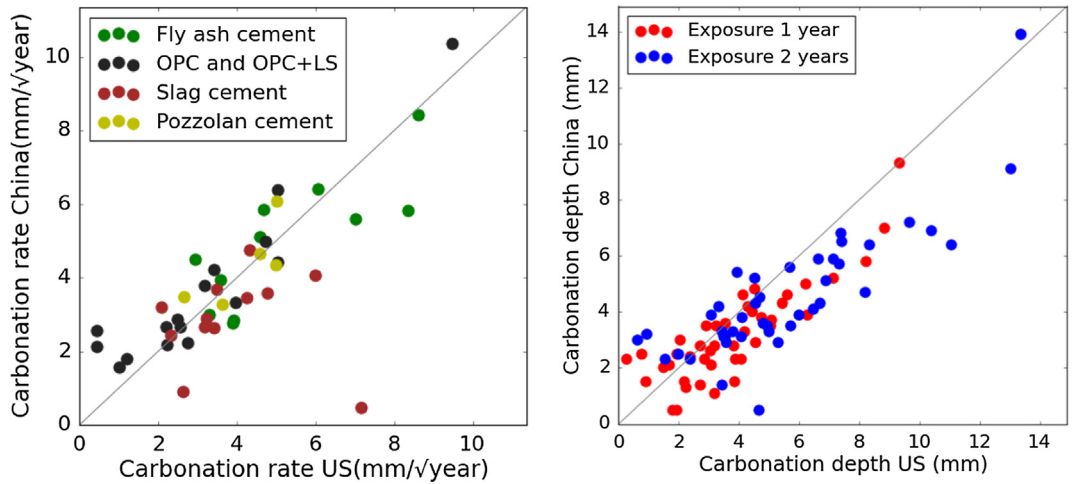 Fly ash cement
OPC and OPC+LS
Slag cement
Pozzolan cement
Carbonation rate China(mm/√year)
10
8
6
4
2
0
0 2 4 6 8 10
Carbonation rate US(mm/√year)
Exposure 1 year
Exposure 2 years
Carbonation depth China (mm)
14
12
10
8
6
4
2
0
0 2 4 6 8 10 12 14
Carbonation depth US (mm)